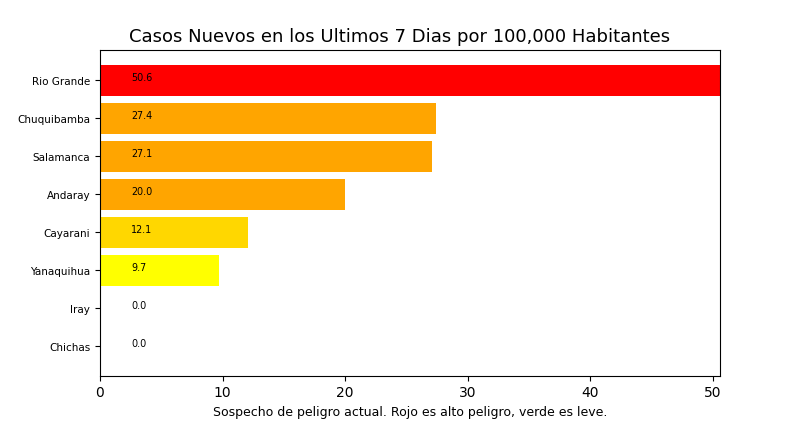 Casos Nuevos en los Ultimos 7 Dias por 100,000 Habitantes
Rio Grande 50.6
Chuquibamba 27.4
Salamanca 27.1
Andaray 20.0
Cayarani 12.1
Yanaquihua 9.7
Iray 0.0
Chichas 0.0
0 10 20 30 40 50
Sospecho de peligro actual. Rojo es alto peligro, verde es leve.